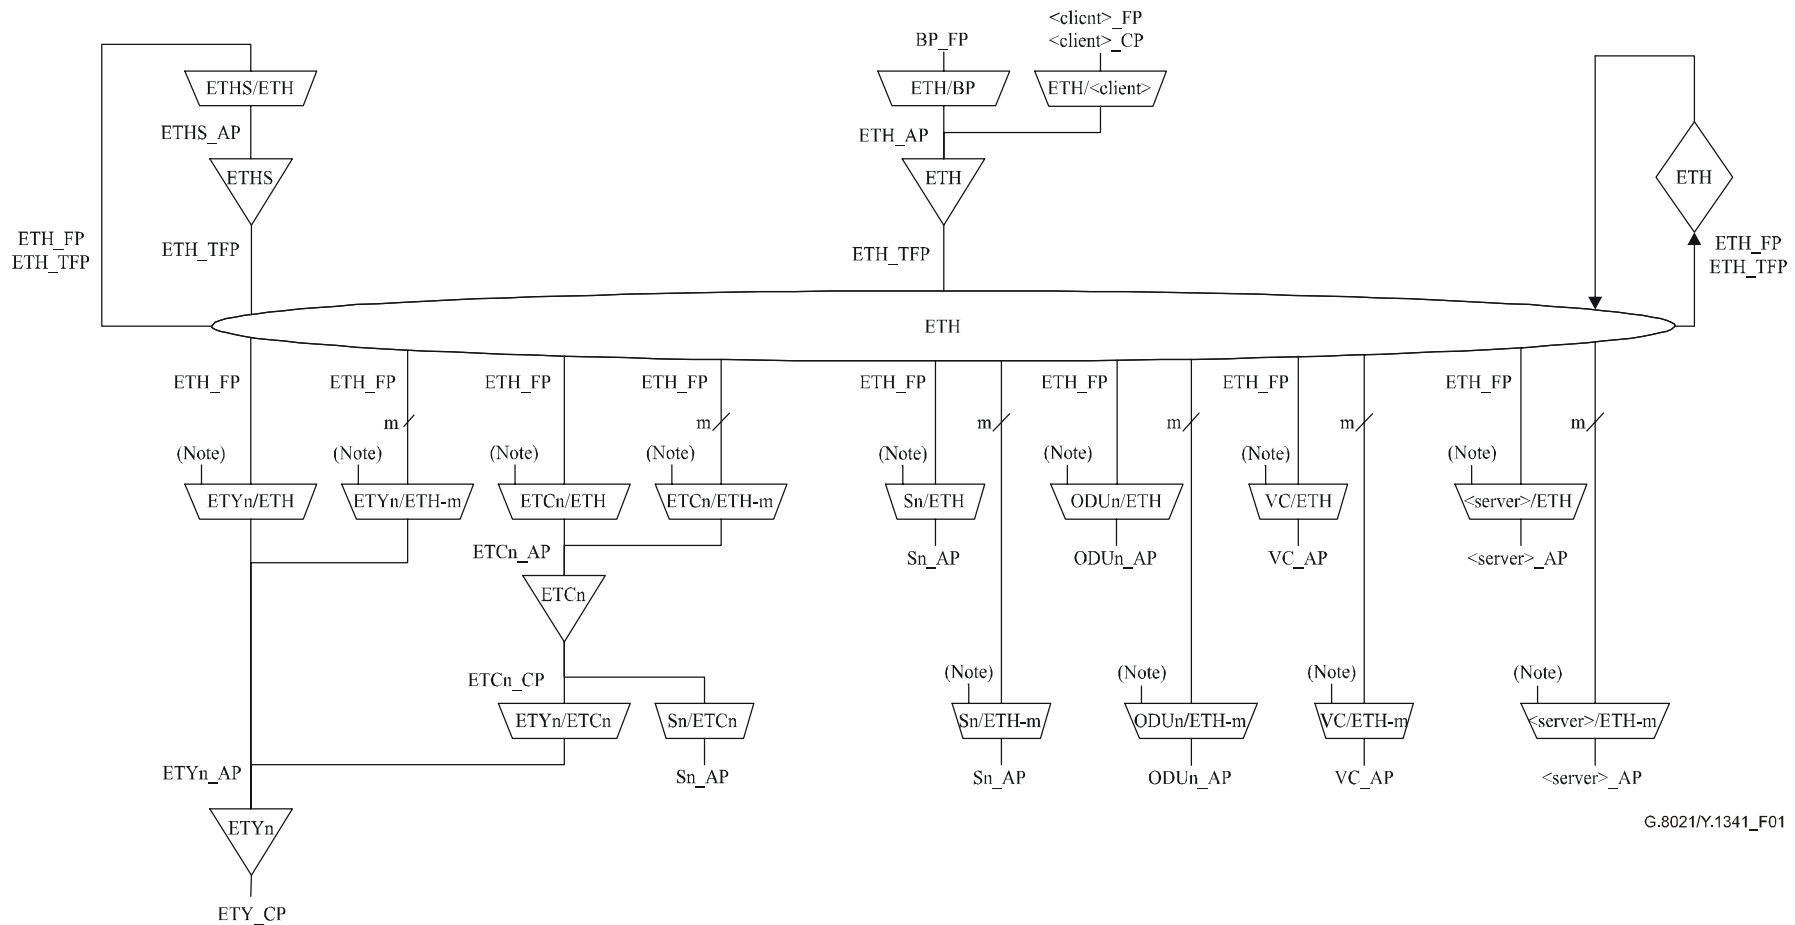 <client>_FP
BP_FP
<client>_CP
ETHS/ETH
ETH/BP
ETH/<client>
ETHS_AP
ETH_AP
ETHS
ETH
ETH
ETH_FP
ETH_TFP
ETH_TFP
ETH_TFP
ETH_FP
ETH_TFP
ETH
ETH_FP
ETH_FP
ETH_FP
ETH_FP
ETH_FP
ETH_FP
ETH_FP
ETH_FP
m
m
m
m
m
m
(Note)
(Note)
(Note)
(Note)
(Note)
(Note)
(Note)
(Note)
ETYn/ETH
ETYn/ETH-m
ETCn/ETH
ETCn/ETH-m
Sn/ETH
ODUn/ETH
VC/ETH
<server>/ETH
ETCn_AP
Sn_AP
ODUn_AP
VC_AP
<server>_AP
ETCn
ETCn_CP
(Note)
(Note)
(Note)
(Note)
ETYn/ETCn
Sn/ETCn
Sn/ETH-m
ODUn/ETH-m
VC/ETH-m
<server>/ETH-m
ETYn_AP
Sn_AP
Sn_AP
ODUn_AP
VC_AP
<server>_AP
ETYn
G.8021/Y.1341_F01
ETY_CP